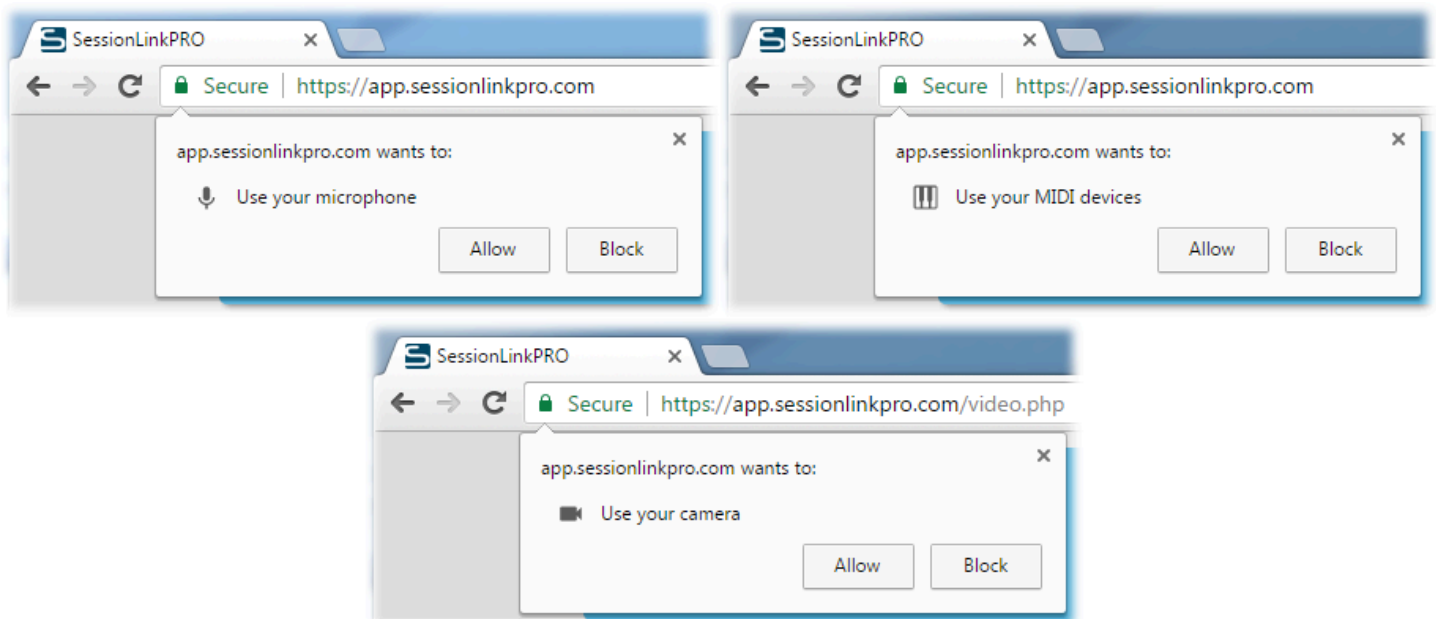 SessionLinkPRO
Secure | https://app.sessionlinkpro.com
app.sessionlinkpro.com wants to:
Use your microphone
Allow Block
SessionLinkPRO
Secure | https://app.sessionlinkpro.com
app.sessionlinkpro.com wants to:
Use your MIDI devices
Allow Block
SessionLinkPRO
Secure | https://app.sessionlinkpro.com/video.php
app.sessionlinkpro.com wants to:
Use your camera
Allow Block